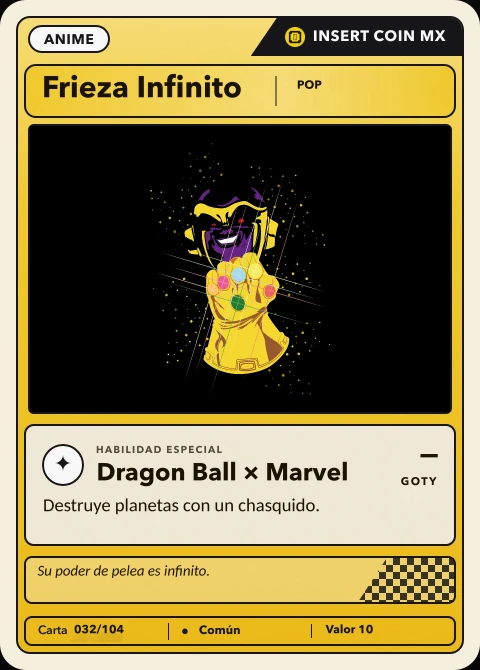 ANIME
INSERT COIN MX
Frieza Infinito
POP
HABILIDAD ESPECIAL
Dragon Ball × Marvel
—
GOTY
Destruye planetas con un chasquido.
Su poder de pelea es infinito.
Carta 032/104 • Común Valor 10